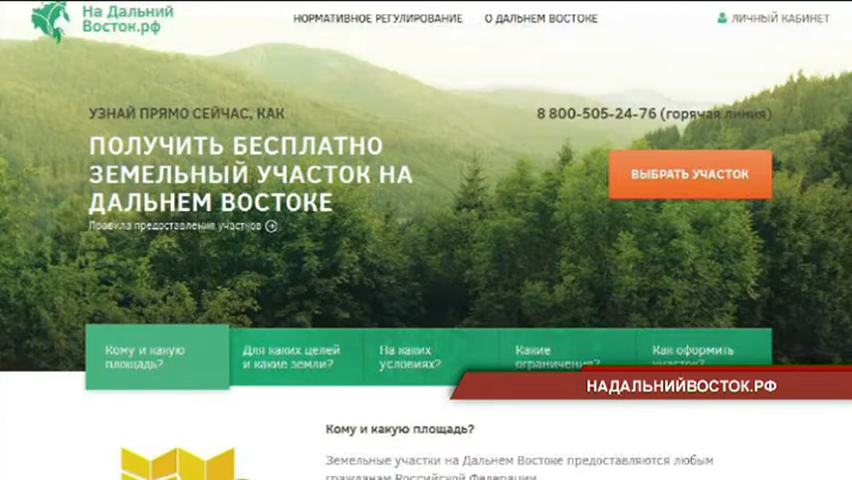 На Дальний
Восток.рф
НОРМАТИВНОЕ РЕГУЛИРОВАНИЕ
О ДАЛЬНЕМ ВОСТОКЕ
ЛИЧНЫЙ КАБИНЕТ
УЗНАЙ ПРЯМО СЕЙЧАС, КАК
8 800-505-24-76 (горячая линия)
ПОЛУЧИТЬ БЕСПЛАТНО
ЗЕМЕЛЬНЫЙ УЧАСТОК НА
ДАЛЬНЕМ ВОСТОКЕ
ВЫБРАТЬ УЧАСТОК
Правила предоставления участков
Кому и какую
площадь?
Для каких целей
и какие земли?
На каких
условиях?
Какие
ограничения?
Как оформить
участок?
НАДАЛЬНИЙВОСТОК.РФ
Кому и какую площадь?
Земельные участки на Дальнем Востоке предоставляются любым
гражданам Российской Федерации